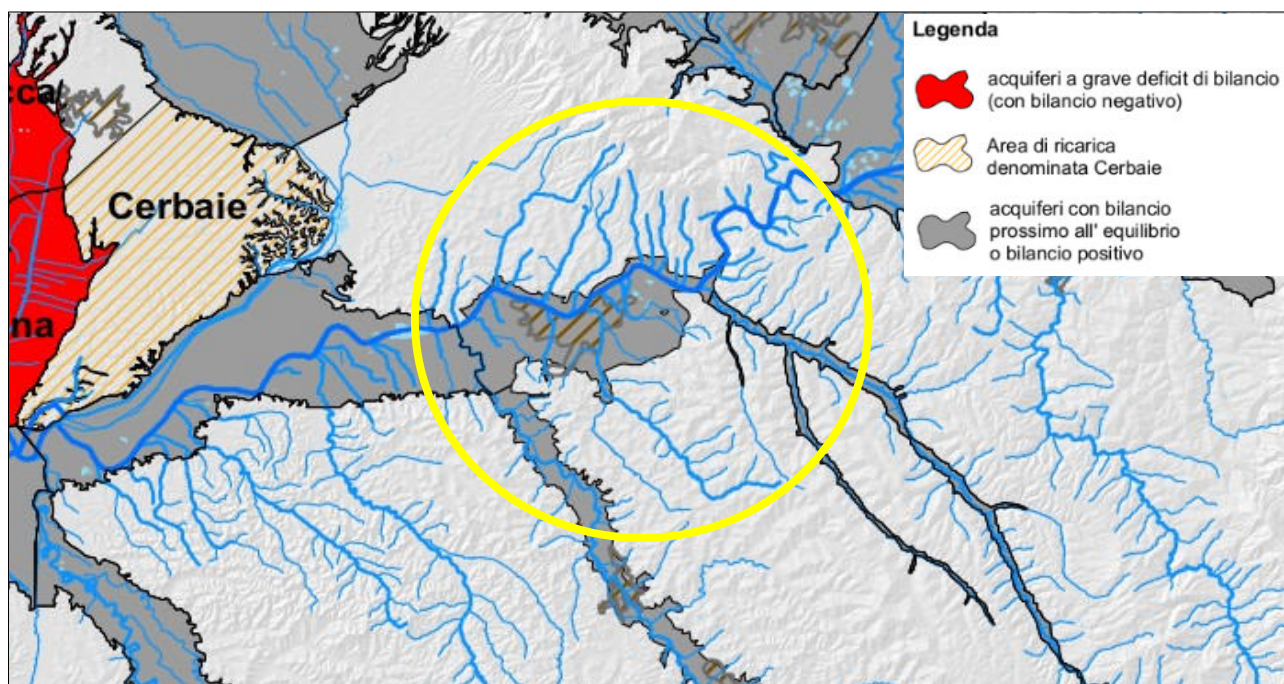 Legenda
acquiferi a grave deficit di bilancio
(con bilancio negativo)
Area di ricarica
denominata Cerbaie
acquiferi con bilancio
prossimo all' equilibrio
o bilancio positivo
cca
Cerbaie
na